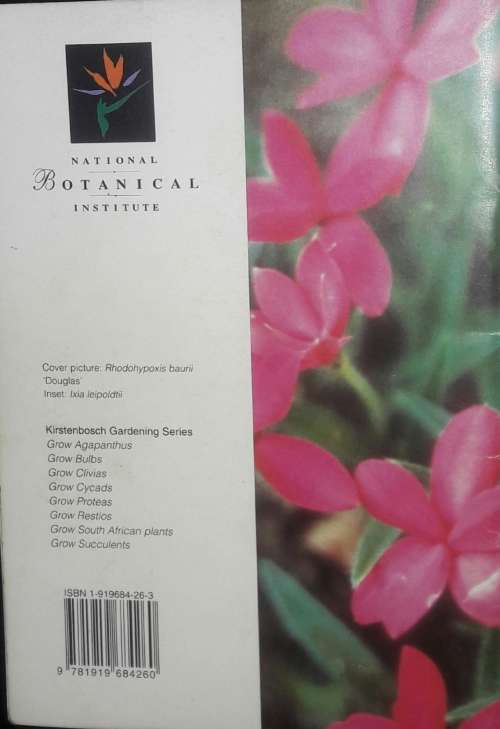 NATIONAL
BOTANICAL
INSTITUTE
Cover picture: Rhodohypoxis baurii
'Douglas'
Inset: Ixia leipoldtii
Kirstenbosch Gardening Series
Grow Agapanthus
Grow Bulbs
Grow Clivias
Grow Cycads
Grow Proteas
Grow Restios
Grow South African plants
Grow Succulents
ISBN 1-919684-26-3
9 781919 684260